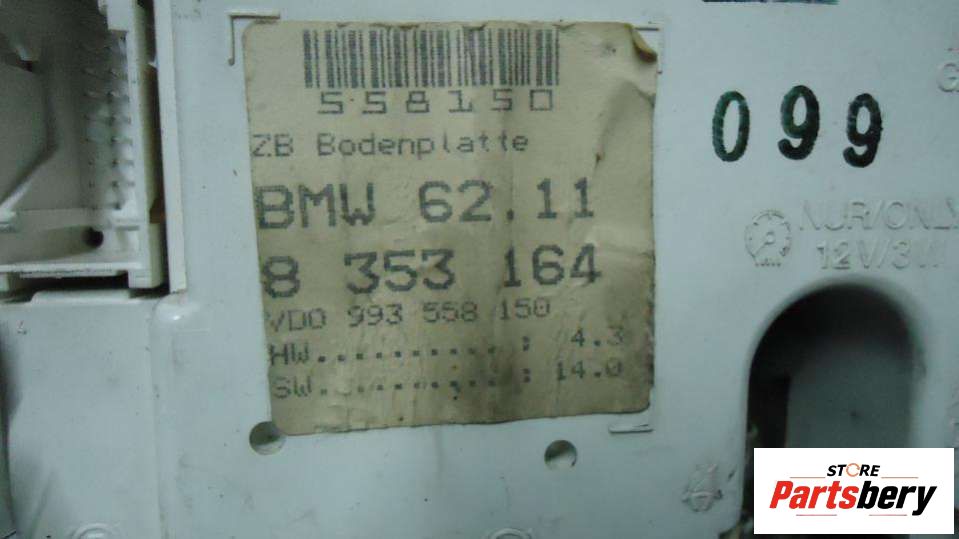 558150
ZB Bodenplatte
BMW 62.11
8 353 164
VDO 993 558 150
HW..........: 4.3
SW..........: 14.0
099
NUR/ONLY
12V/3W
STORE
Partsbery